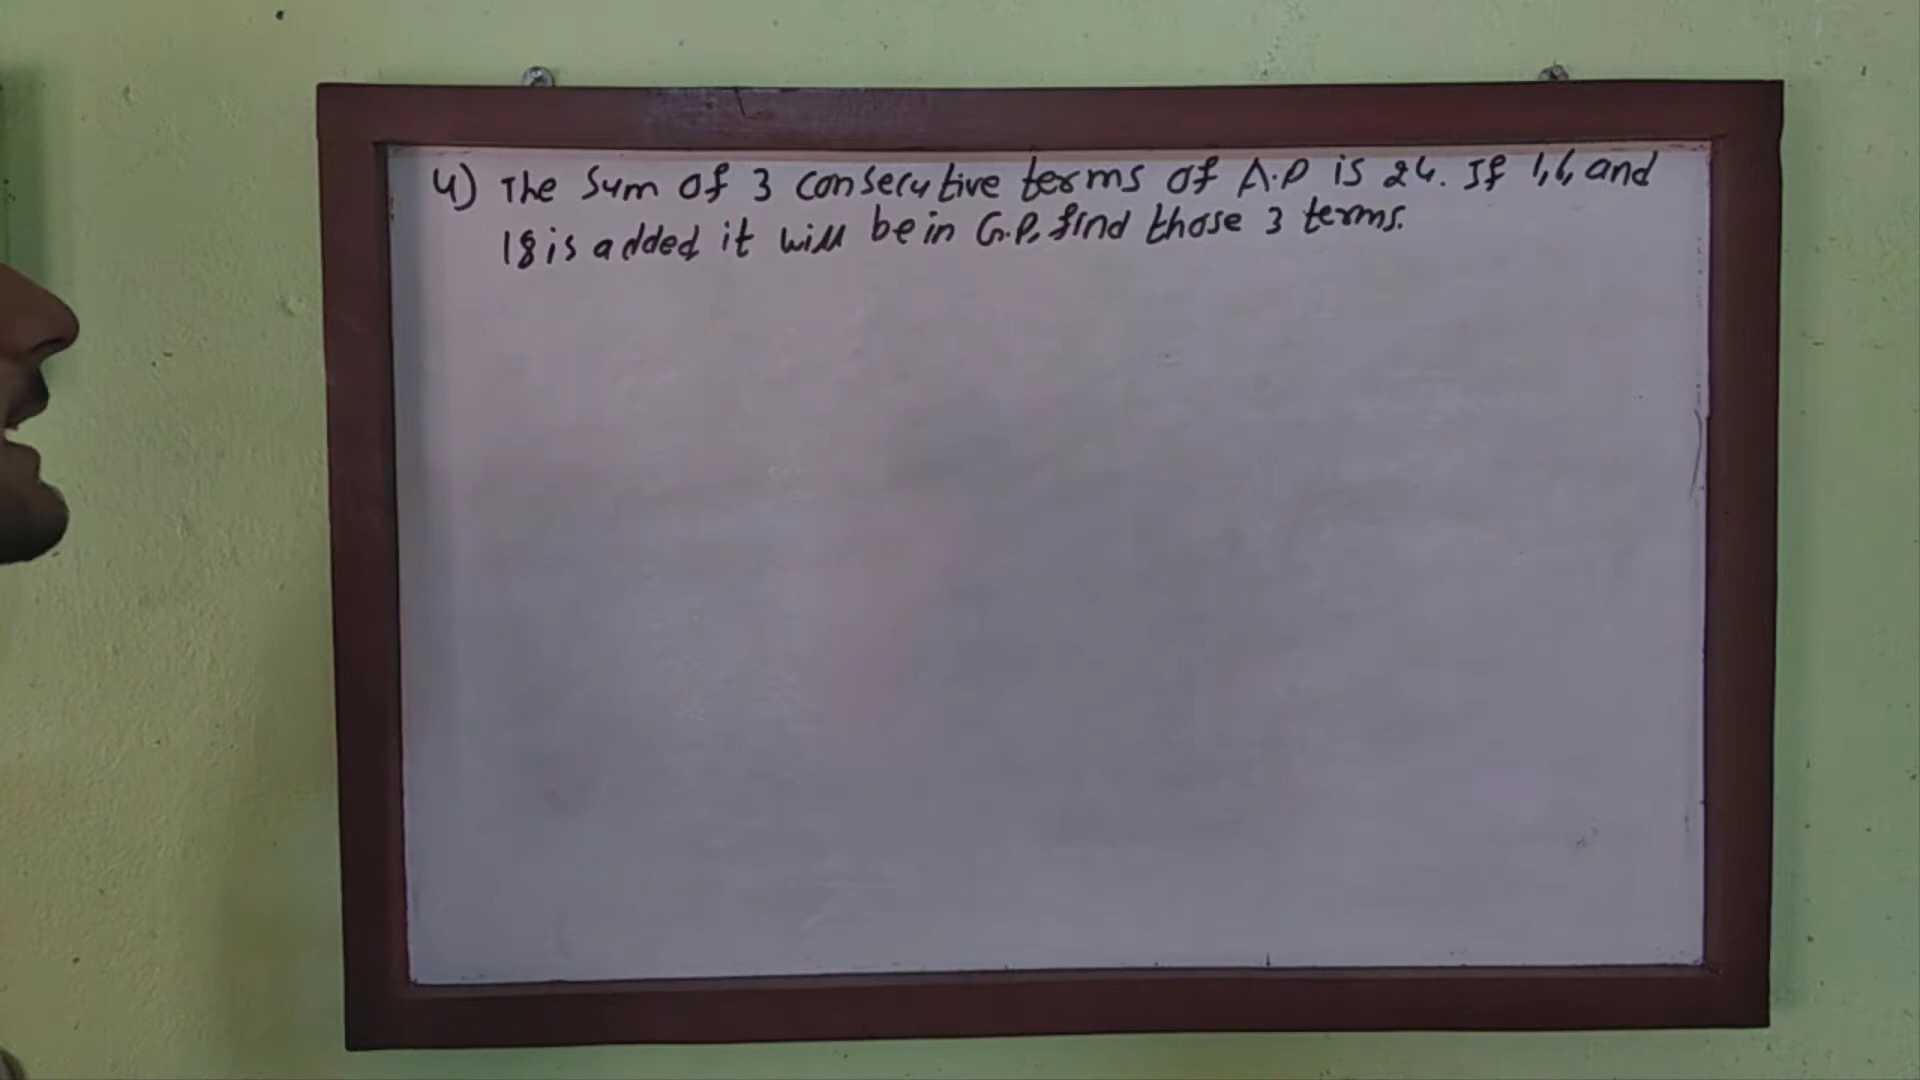 4) The Sum of 3 consecutive terms of A.P is 24. If 1,6, and
18 is added it will be in G.P, find those 3 terms.